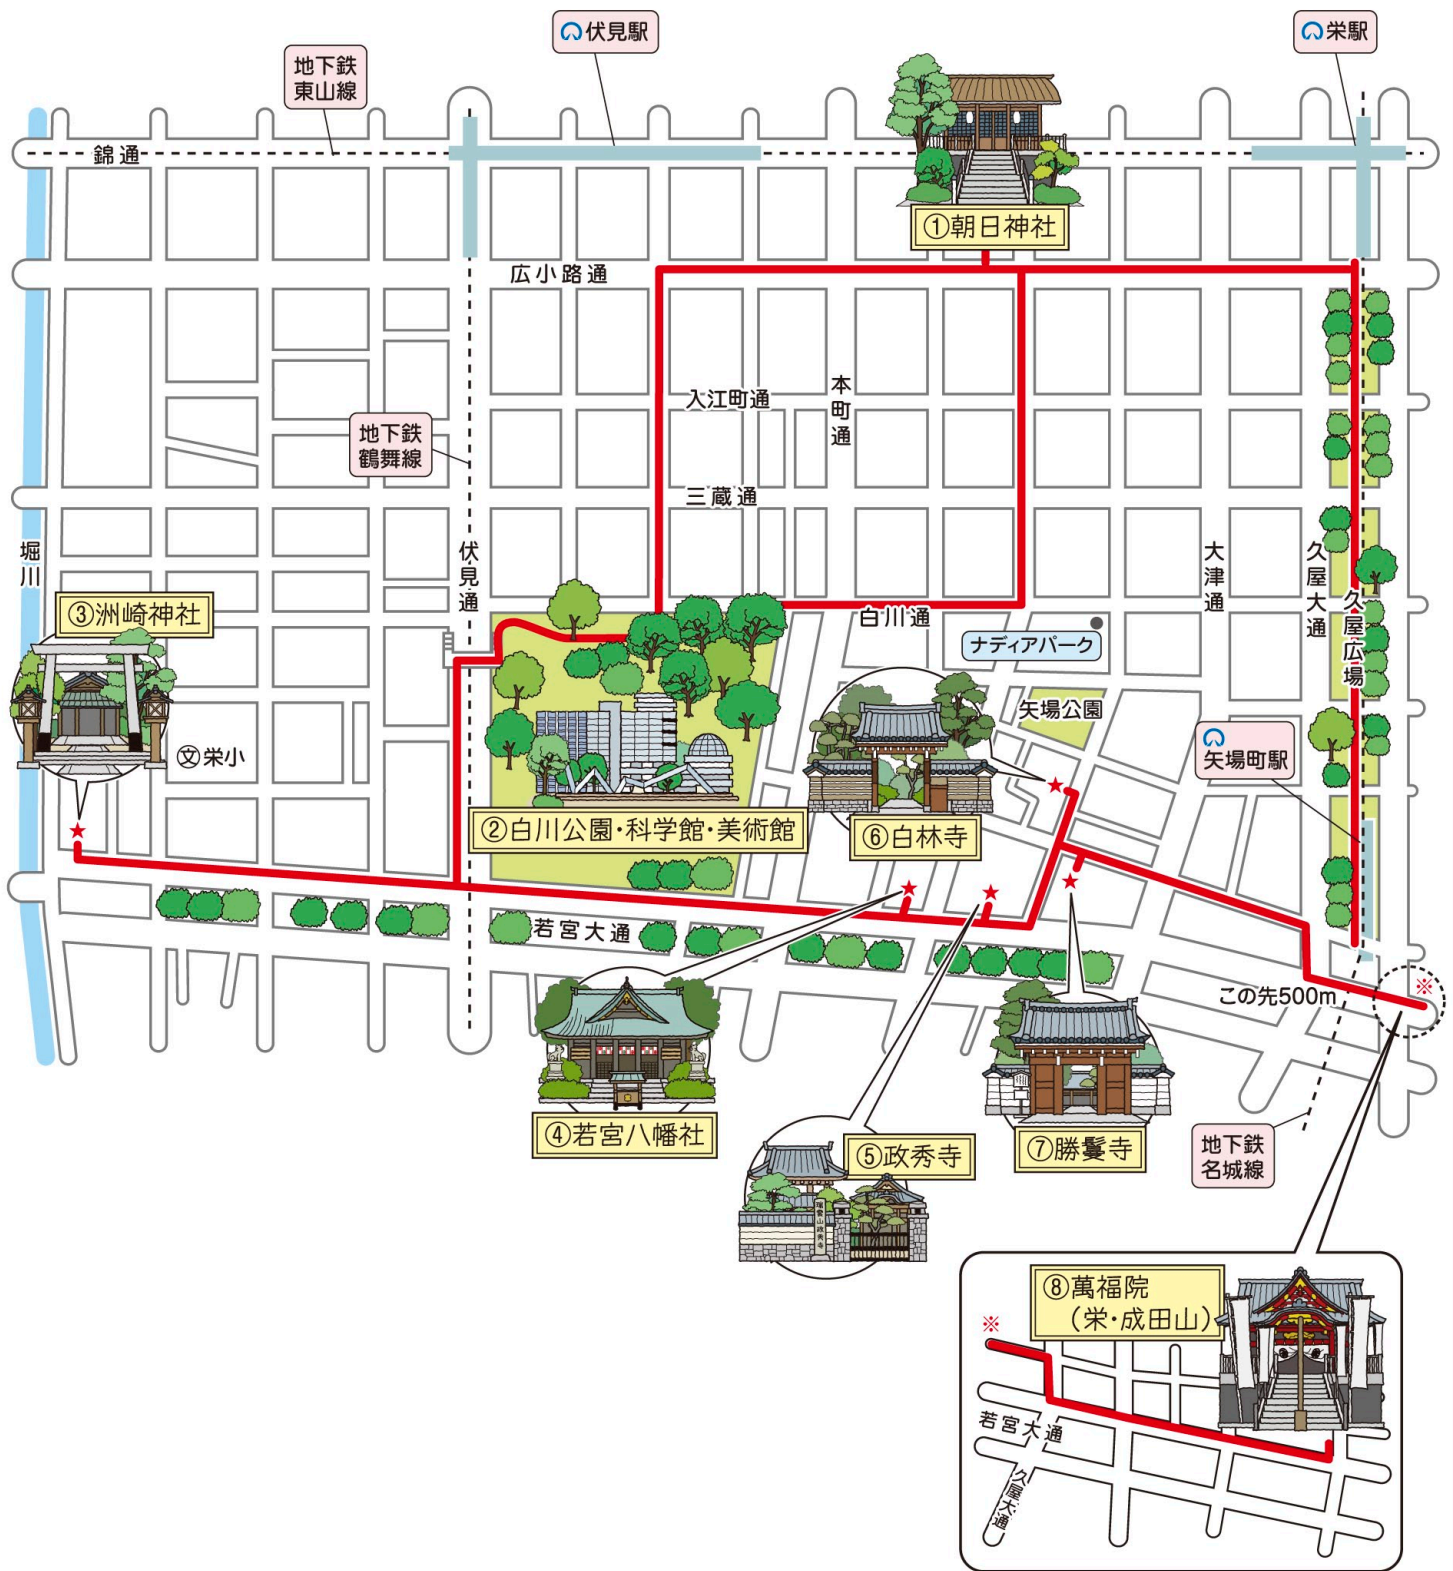 伏見駅
栄駅
地下鉄
東山線
錦通
①朝日神社
広小路通
入江町通
本町通
地下鉄
鶴舞線
三蔵通
堀川
伏見通
大津通
久屋大通
久屋広場
③洲崎神社
白川通
ナディアパーク
矢場公園
文栄小
矢場町駅
②白川公園・科学館・美術館
⑥白林寺
若宮大通
この先500m
※
④若宮八幡社
⑤政秀寺
瑞雲山政秀寺
⑦勝鬘寺
地下鉄
名城線
⑧萬福院
(栄・成田山)
※
若宮大通
久屋大通